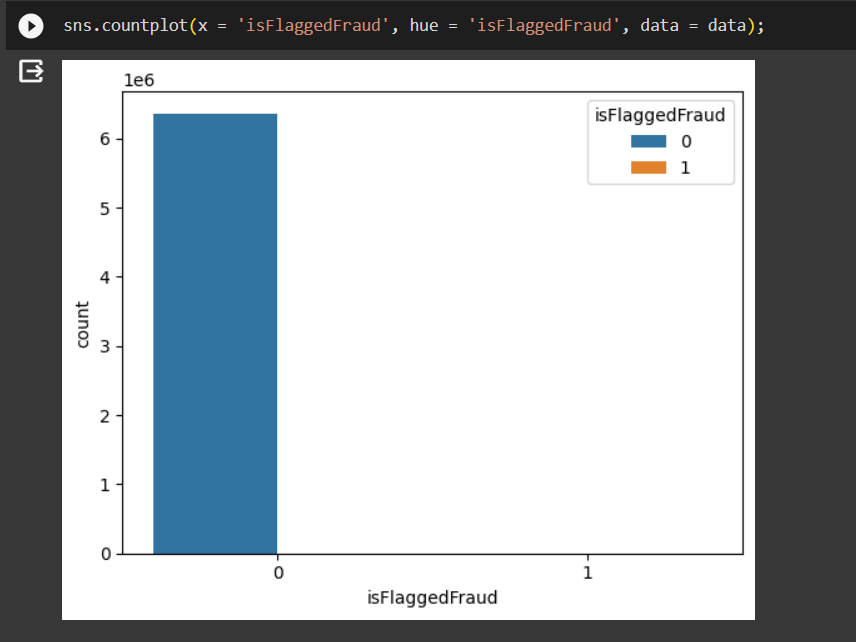 sns.countplot(x = 'isFlaggedFraud', hue = 'isFlaggedFraud', data = data);
1e6
isFlaggedFraud
0
1
6
5
4
3
2
1
0
count
0 1
isFlaggedFraud